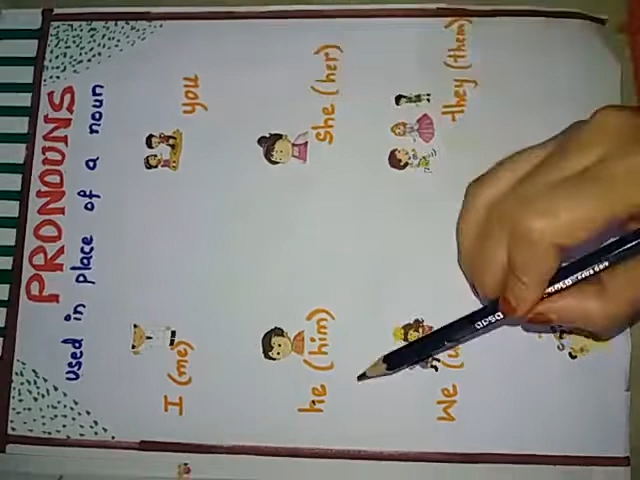 PRONOUNS
used in place of a noun
I (me)
you
he (him)
she (her)
We
they (them)